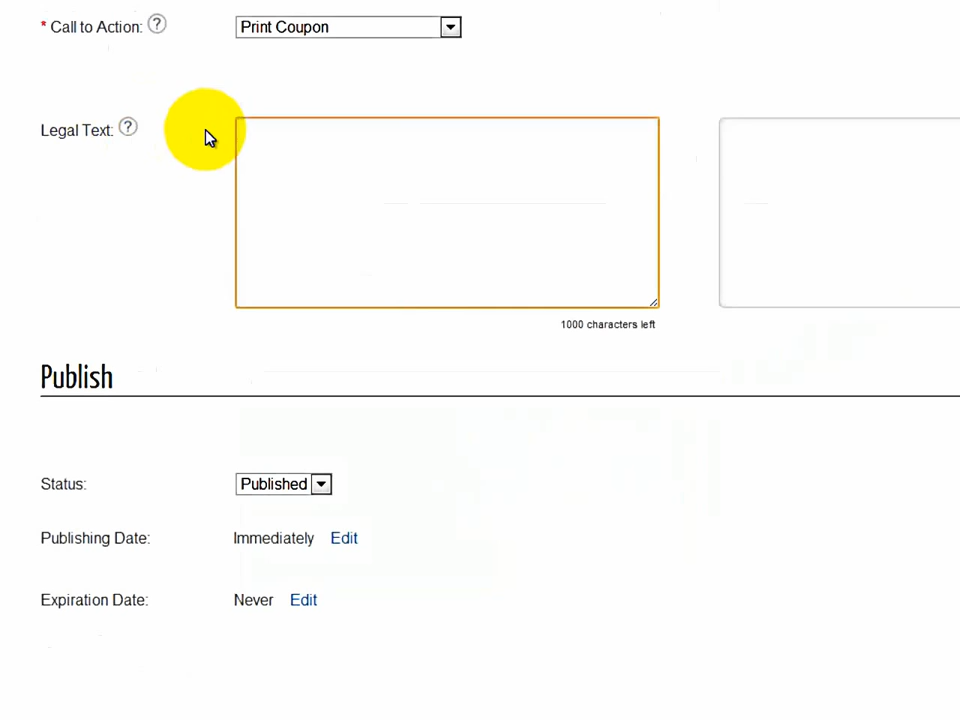 * Call to Action: ? Print Coupon
Legal Text: ?
1000 characters left
Publish
Status: Published
Publishing Date: Immediately Edit
Expiration Date: Never Edit